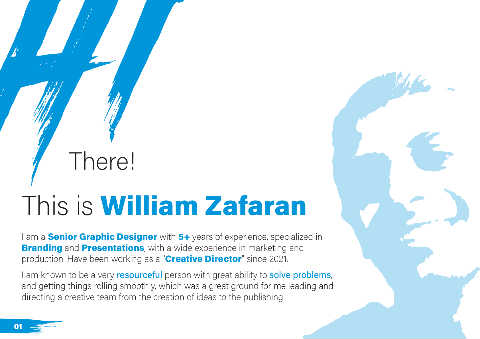 Hi
There!
This is William Zafaran
I am a Senior Graphic Designer with 5+ years of experience, specialized in
Branding and Presentations, with a wide experience in marketing and
production. Have been working as a "Creative Director" since 2021.
I am known to be a very resourceful person with great ability to solve problems,
and getting things rolling smoothly, which was a great ground for me leading and
directing a creative team from the creation of ideas to the publishing.
01